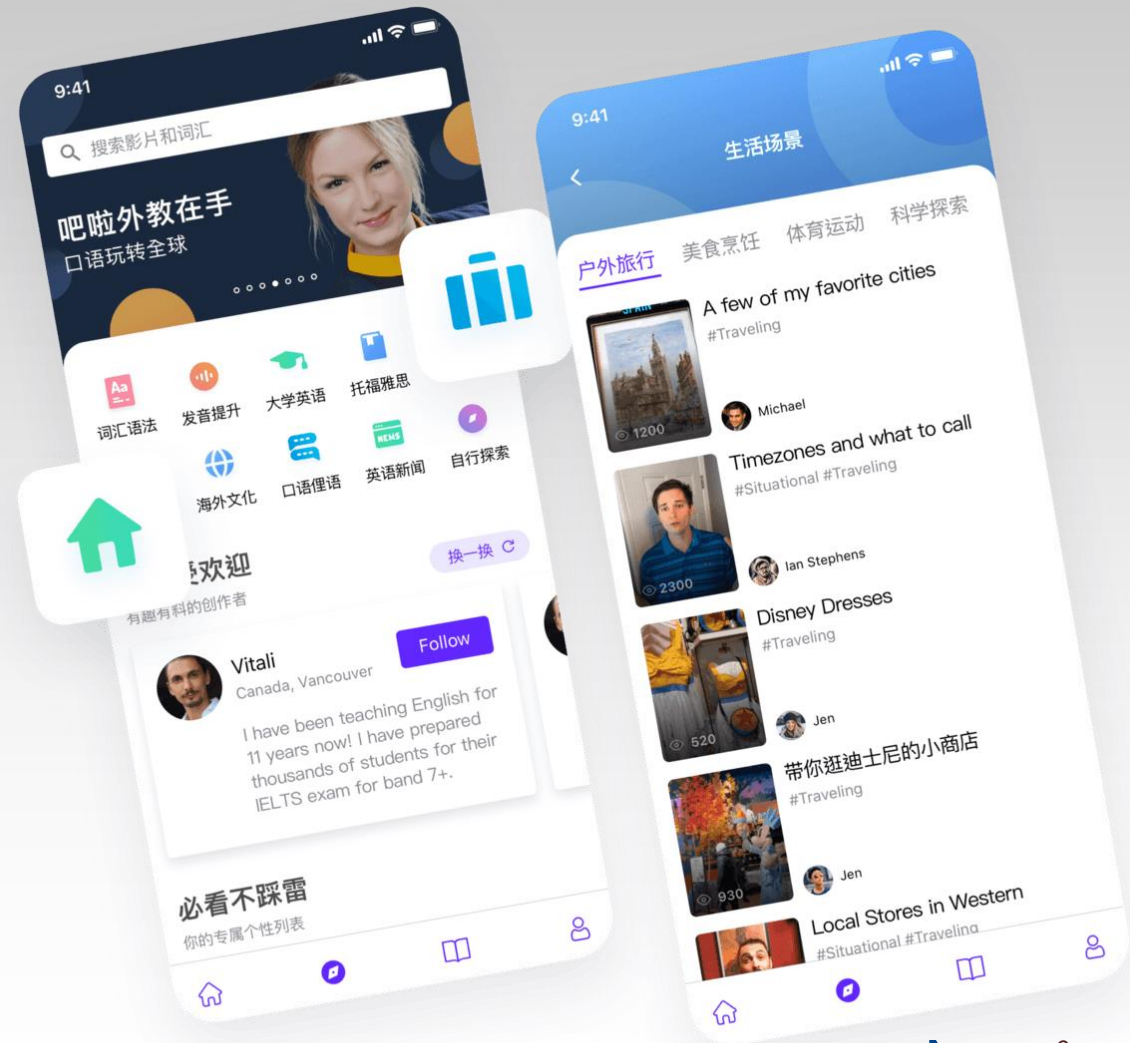 9:41
搜索影片和词汇
吧啦外教在手
口语玩转全球
词汇语法
发音提升
大学英语
托福雅思
海外文化
口语俚语
英语新闻
自行探索
受欢迎
换一换
有趣有料的创作者
Vitali
Canada, Vancouver
Follow
I have been teaching English for
11 years now! I have prepared
thousands of students for their
IELTS exam for band 7+.
必看不踩雷
你的专属个性列表
9:41
生活场景
户外旅行
美食烹饪
体育运动
科学探索
A few of my favorite cities
#Traveling
1200
Michael
Timezones and what to call
#Situational #Traveling
2300
Ian Stephens
Disney Dresses
#Traveling
520
Jen
带你逛迪士尼的小商店
#Traveling
930
Jen
Local Stores in Western
#Situational #Traveling
Aa
NEWS